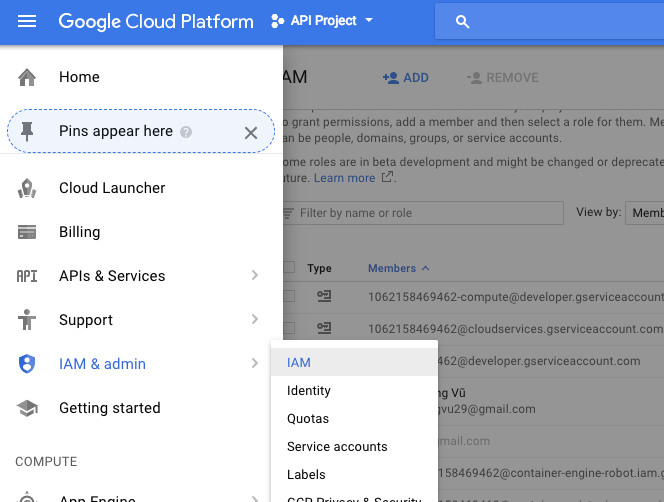 Google Cloud Platform
API Project
Home
Pins appear here
Cloud Launcher
Billing
API
APIs & Services
Support
IAM & admin
Getting started
COMPUTE
App Engine
IAM
ADD
REMOVE
to grant permissions, add a member and then select a role for them.
can be people, domains, groups, or service accounts.
ome roles are in beta development and might be changed or deprecate
uture. Learn more
Filter by name or role
View by:
Memb
Type
Members
1062158469462-compute@developer.gserviceaccount
1062158469462@cloudservices.gserviceaccount.com
462@developer.gserviceaccount.com
ng Vũ
gvu29@gmail.com
gmail.com
158469462@container-engine-robot.iam.g
IAM
Identity
Quotas
Service accounts
Labels
GCP Privacy & Security